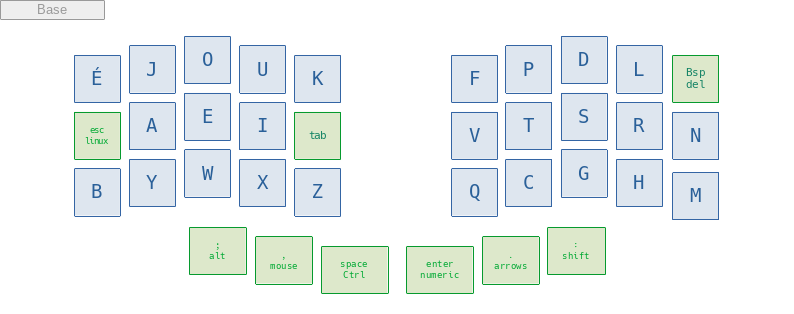 Base
É J O U K F P D L Bsp
del
esc
linux A E I tab V T S R N
B Y W X Z Q C G H M
; , space enter . :
alt mouse Ctrl numeric arrows shift